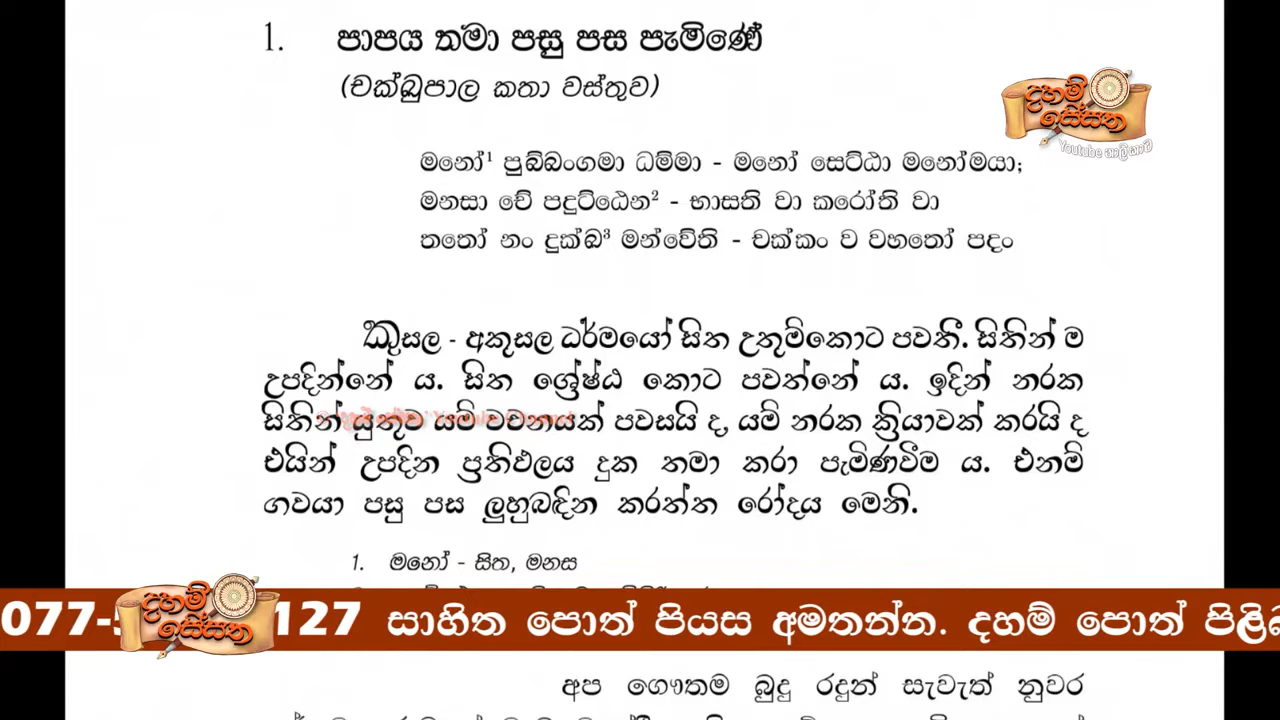 1. පාපය තමා පසු පස පැමිණේ
(චක්ඛුපාල කතා වස්තුව)
දහම්
සේසත
Youtube නාලිකාව
මනෝ¹ පුඬ්බංගමා ධම්මා - මනෝ සෙට්ඨා මනෝමයා;
මනසා චේ පදුට්ඨෙන² - භාසති වා කරෝති වා
තතෝ නං දුක්ඛ³ මන්වේති - චක්කං ව වහතෝ පදං
කුසල - අකුසල ධර්මයෝ සිත උතුම්කොට පවතී. සිතින් ම
උපදින්නේ ය. සිත ශ්‍රේෂ්ඨ කොට පවත්නේ ය. ඉදින් නරක
සිතින් යුතුව යම් වචනයක් පවසයි ද, යම් නරක ක්‍රියාවක් කරයි ද
Youtube Channel
එයින් උපදින ප්‍රතිඵලය දුක තමා කරා පැමිණවීම ය. එනම්
ගවයා පසු පස ලුහුබඳින කරත්ත රෝදය මෙනි.
1. මනෝ - සිත, මනස
077- 127 සාහිත පොත් පියස අමතන්න. දහම් පොත්
දහම්
සේසත
අප ගෞතම බුදු රදුන් සැවැත් නුවර